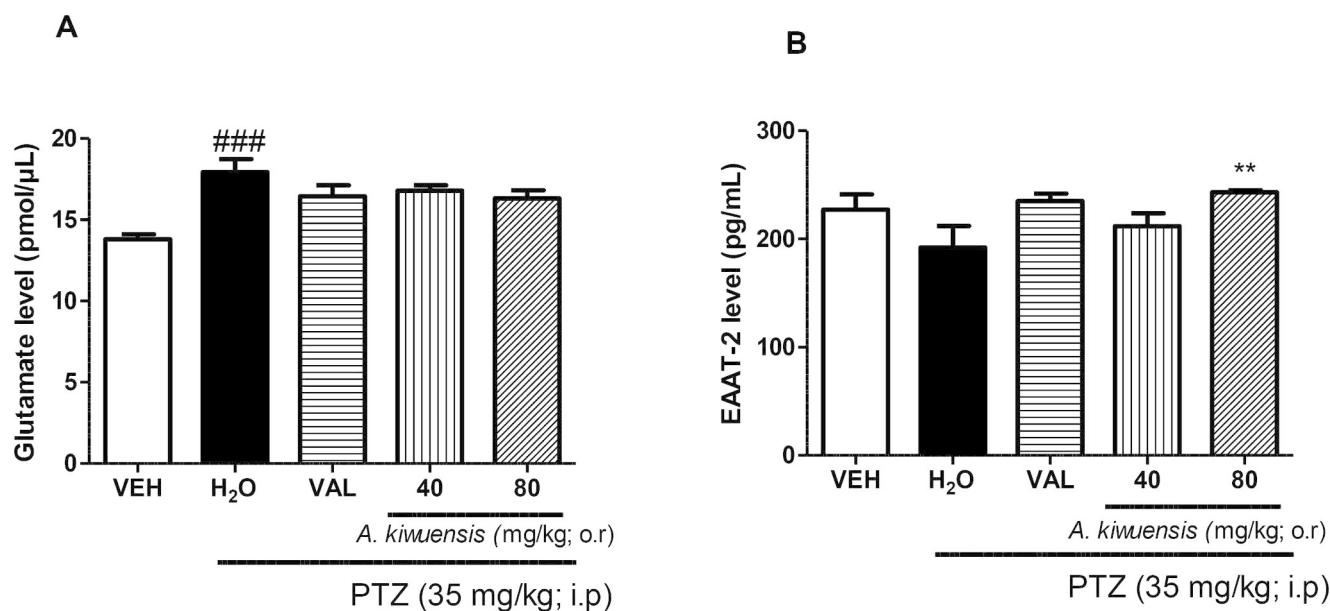 A
Glutamate level (pmol/µL)
20
15
10
5
0
###
VEH H₂O VAL 40 80
A. kiwuensis (mg/kg; o.r)
PTZ (35 mg/kg; i.p)
B
EAAT-2 level (pg/mL)
300
200
100
0
**
VEH H₂O VAL 40 80
A. kiwuensis (mg/kg; o.r)
PTZ (35 mg/kg; i.p)